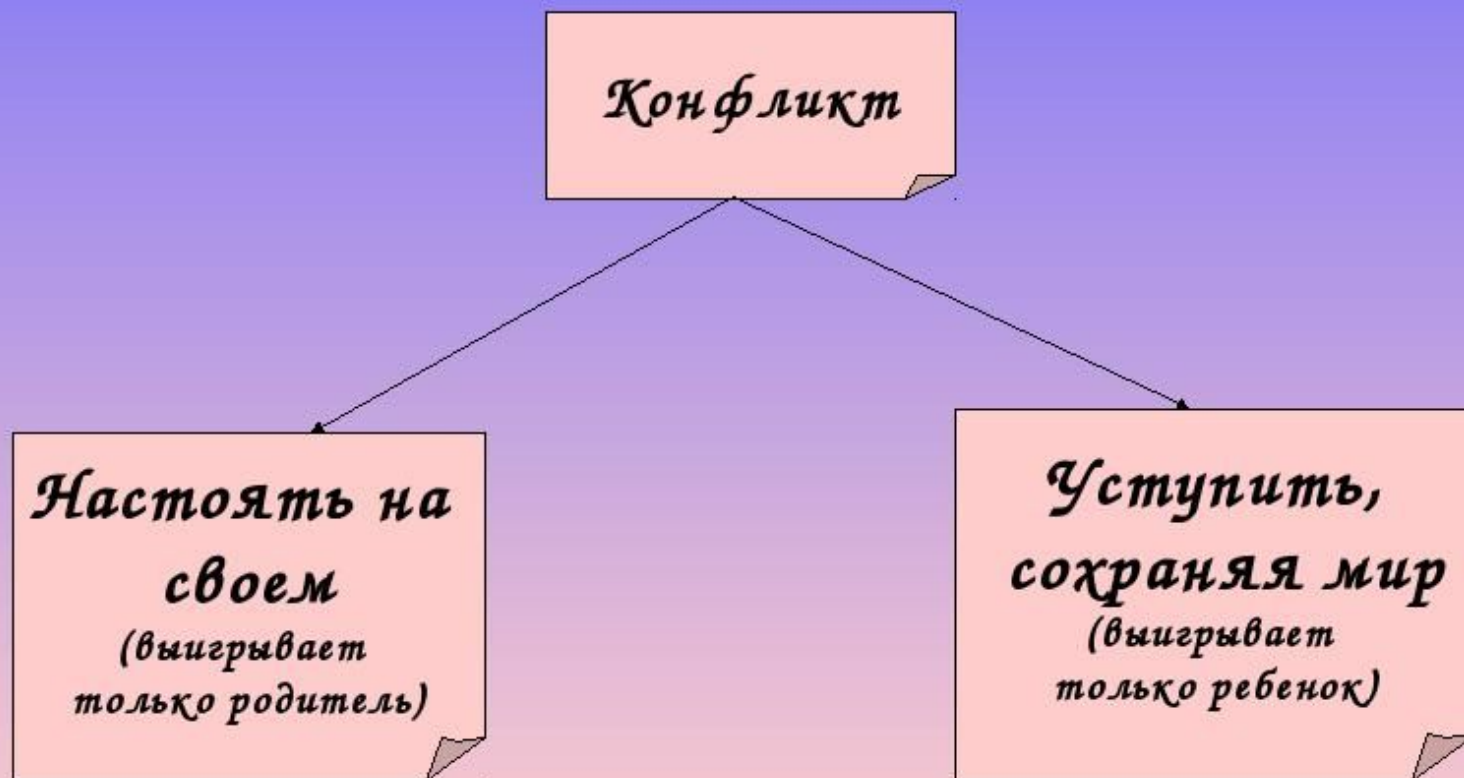 Конфликт
Настоять на
своем
(выигрывает
только родитель)
Уступить,
сохраняя мир
(выигрывает
только ребенок)